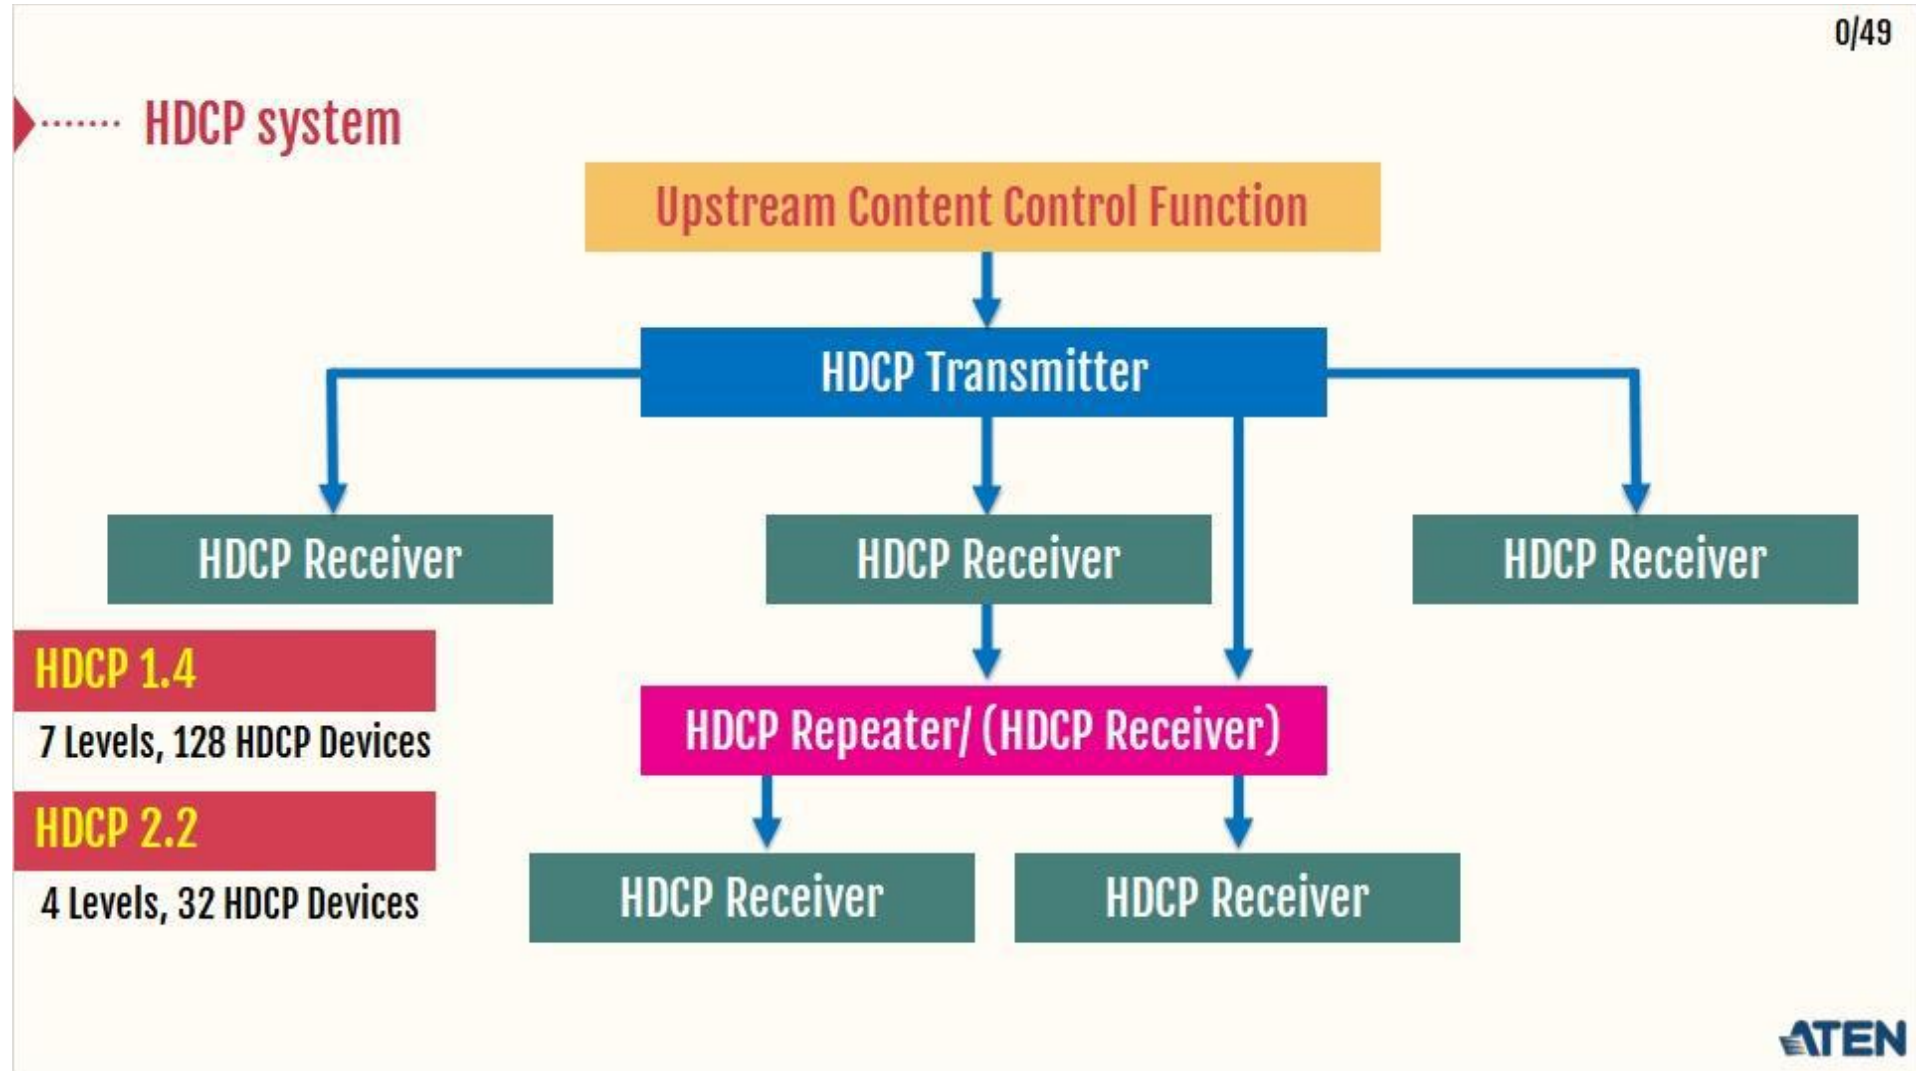 0/49
HDCP system
Upstream Content Control Function
HDCP Transmitter
HDCP Receiver
HDCP Receiver
HDCP Receiver
HDCP 1.4
7 Levels, 128 HDCP Devices
HDCP Repeater/ (HDCP Receiver)
HDCP 2.2
4 Levels, 32 HDCP Devices
HDCP Receiver
HDCP Receiver
ATEN